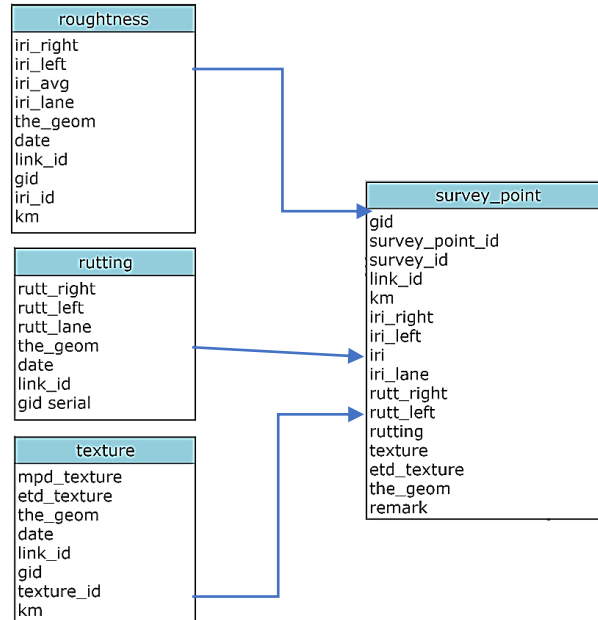 roughtness
iri_right
iri_left
iri_avg
iri_lane
the_geom
date
link_id
gid
iri_id
km
rutting
rutt_right
rutt_left
rutt_lane
the_geom
date
link_id
gid serial
texture
mpd_texture
etd_texture
the_geom
date
link_id
gid
texture_id
km
survey_point
gid
survey_point_id
survey_id
link_id
km
iri_right
iri_left
iri
iri_lane
rutt_right
rutt_left
rutting
texture
etd_texture
the_geom
remark